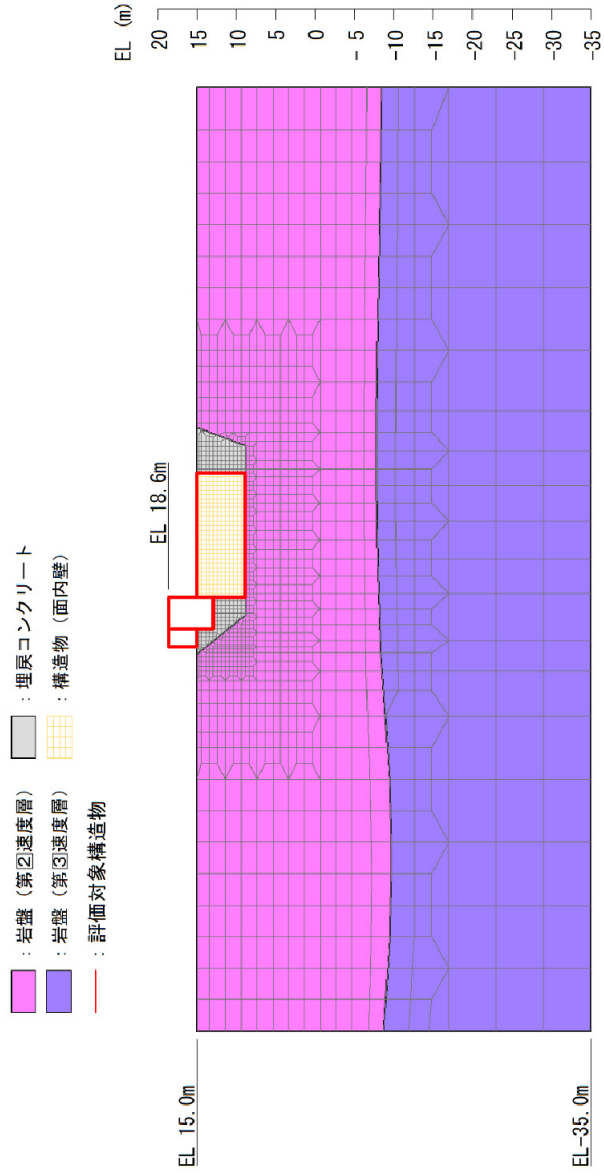 ：岩盤（第②速度層）
：岩盤（第③速度層）
：評価対象構造物
：埋戻コンクリート
：構造物（面内壁）
EL (m)
20
15
10
5
0
-5
-10
-15
-20
-25
-30
-35
EL 18.6m
EL 15.0m
EL-35.0m